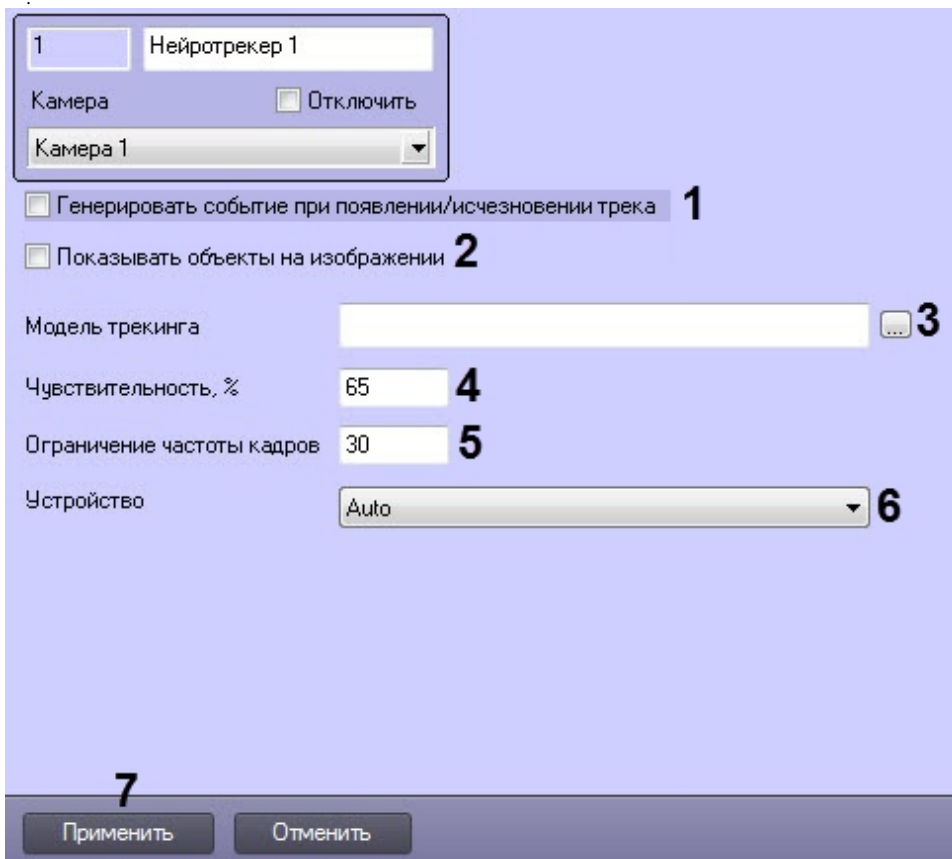 1 Нейротрекер 1
Камера Отключить
Камера 1
Генерировать событие при появлении/исчезновении трека 1
Показывать объекты на изображении 2
Модель трекинга ... 3
Чувствительность, % 65 4
Ограничение частоты кадров 30 5
Устройство Auto 6
7
Применить Отменить